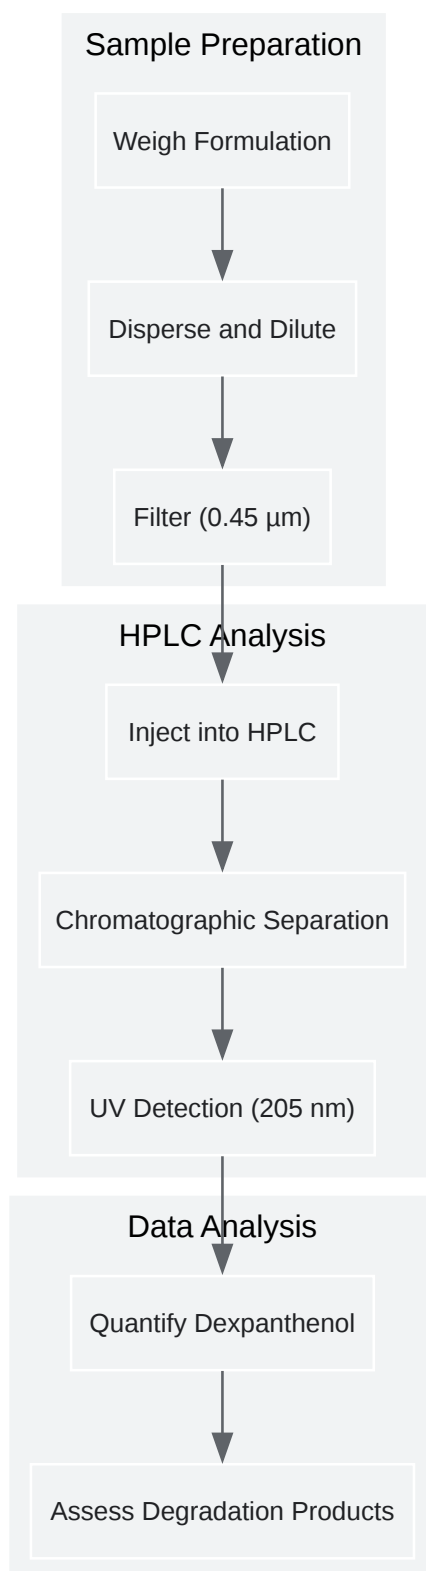 Sample Preparation
Weigh Formulation
Disperse and Dilute
Filter (0.45 µm)
HPLC Analysis
Inject into HPLC
Chromatographic Separation
UV Detection (205 nm)
Data Analysis
Quantify Dexpanthenol
Assess Degradation Products